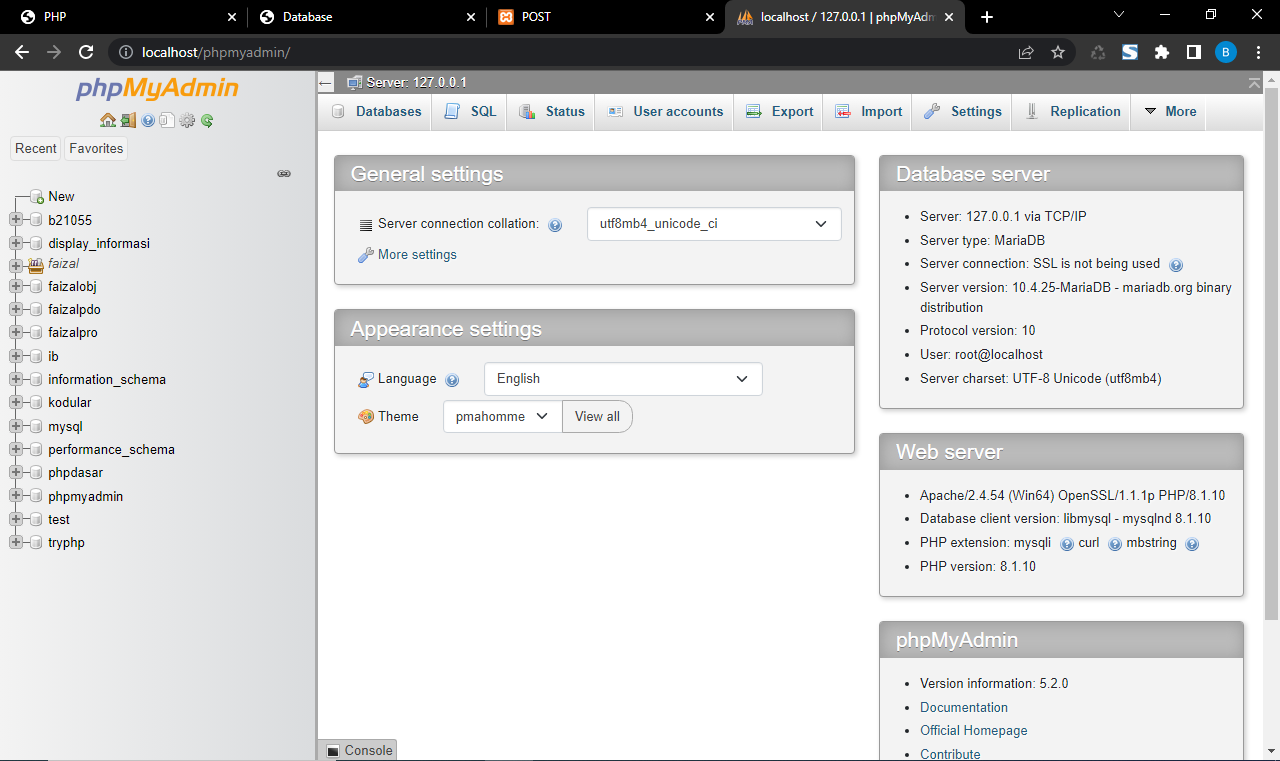 PHP
Database
POST
localhost / 127.0.0.1 | phpMyAdm
localhost/phpmyadmin/
B
phpMyAdmin
Recent Favorites
New
b21055
display_informasi
faizal
faizalobj
faizalpdo
faizalpro
ib
information_schema
kodular
mysql
performance_schema
phpdasar
phpmyadmin
test
tryphp
Server: 127.0.0.1
Databases SQL Status User accounts Export Import Settings Replication More
General settings
Server connection collation: utf8mb4_unicode_ci
More settings
Appearance settings
Language English
Theme pmahomme View all
Database server
Server: 127.0.0.1 via TCP/IP
Server type: MariaDB
Server connection: SSL is not being used
Server version: 10.4.25-MariaDB - mariadb.org binary
distribution
Protocol version: 10
User: root@localhost
Server charset: UTF-8 Unicode (utf8mb4)
Web server
Apache/2.4.54 (Win64) OpenSSL/1.1.1p PHP/8.1.10
Database client version: libmysql - mysqlnd 8.1.10
PHP extension: mysqli curl mbstring
PHP version: 8.1.10
phpMyAdmin
Version information: 5.2.0
Documentation
Official Homepage
Contribute
Console